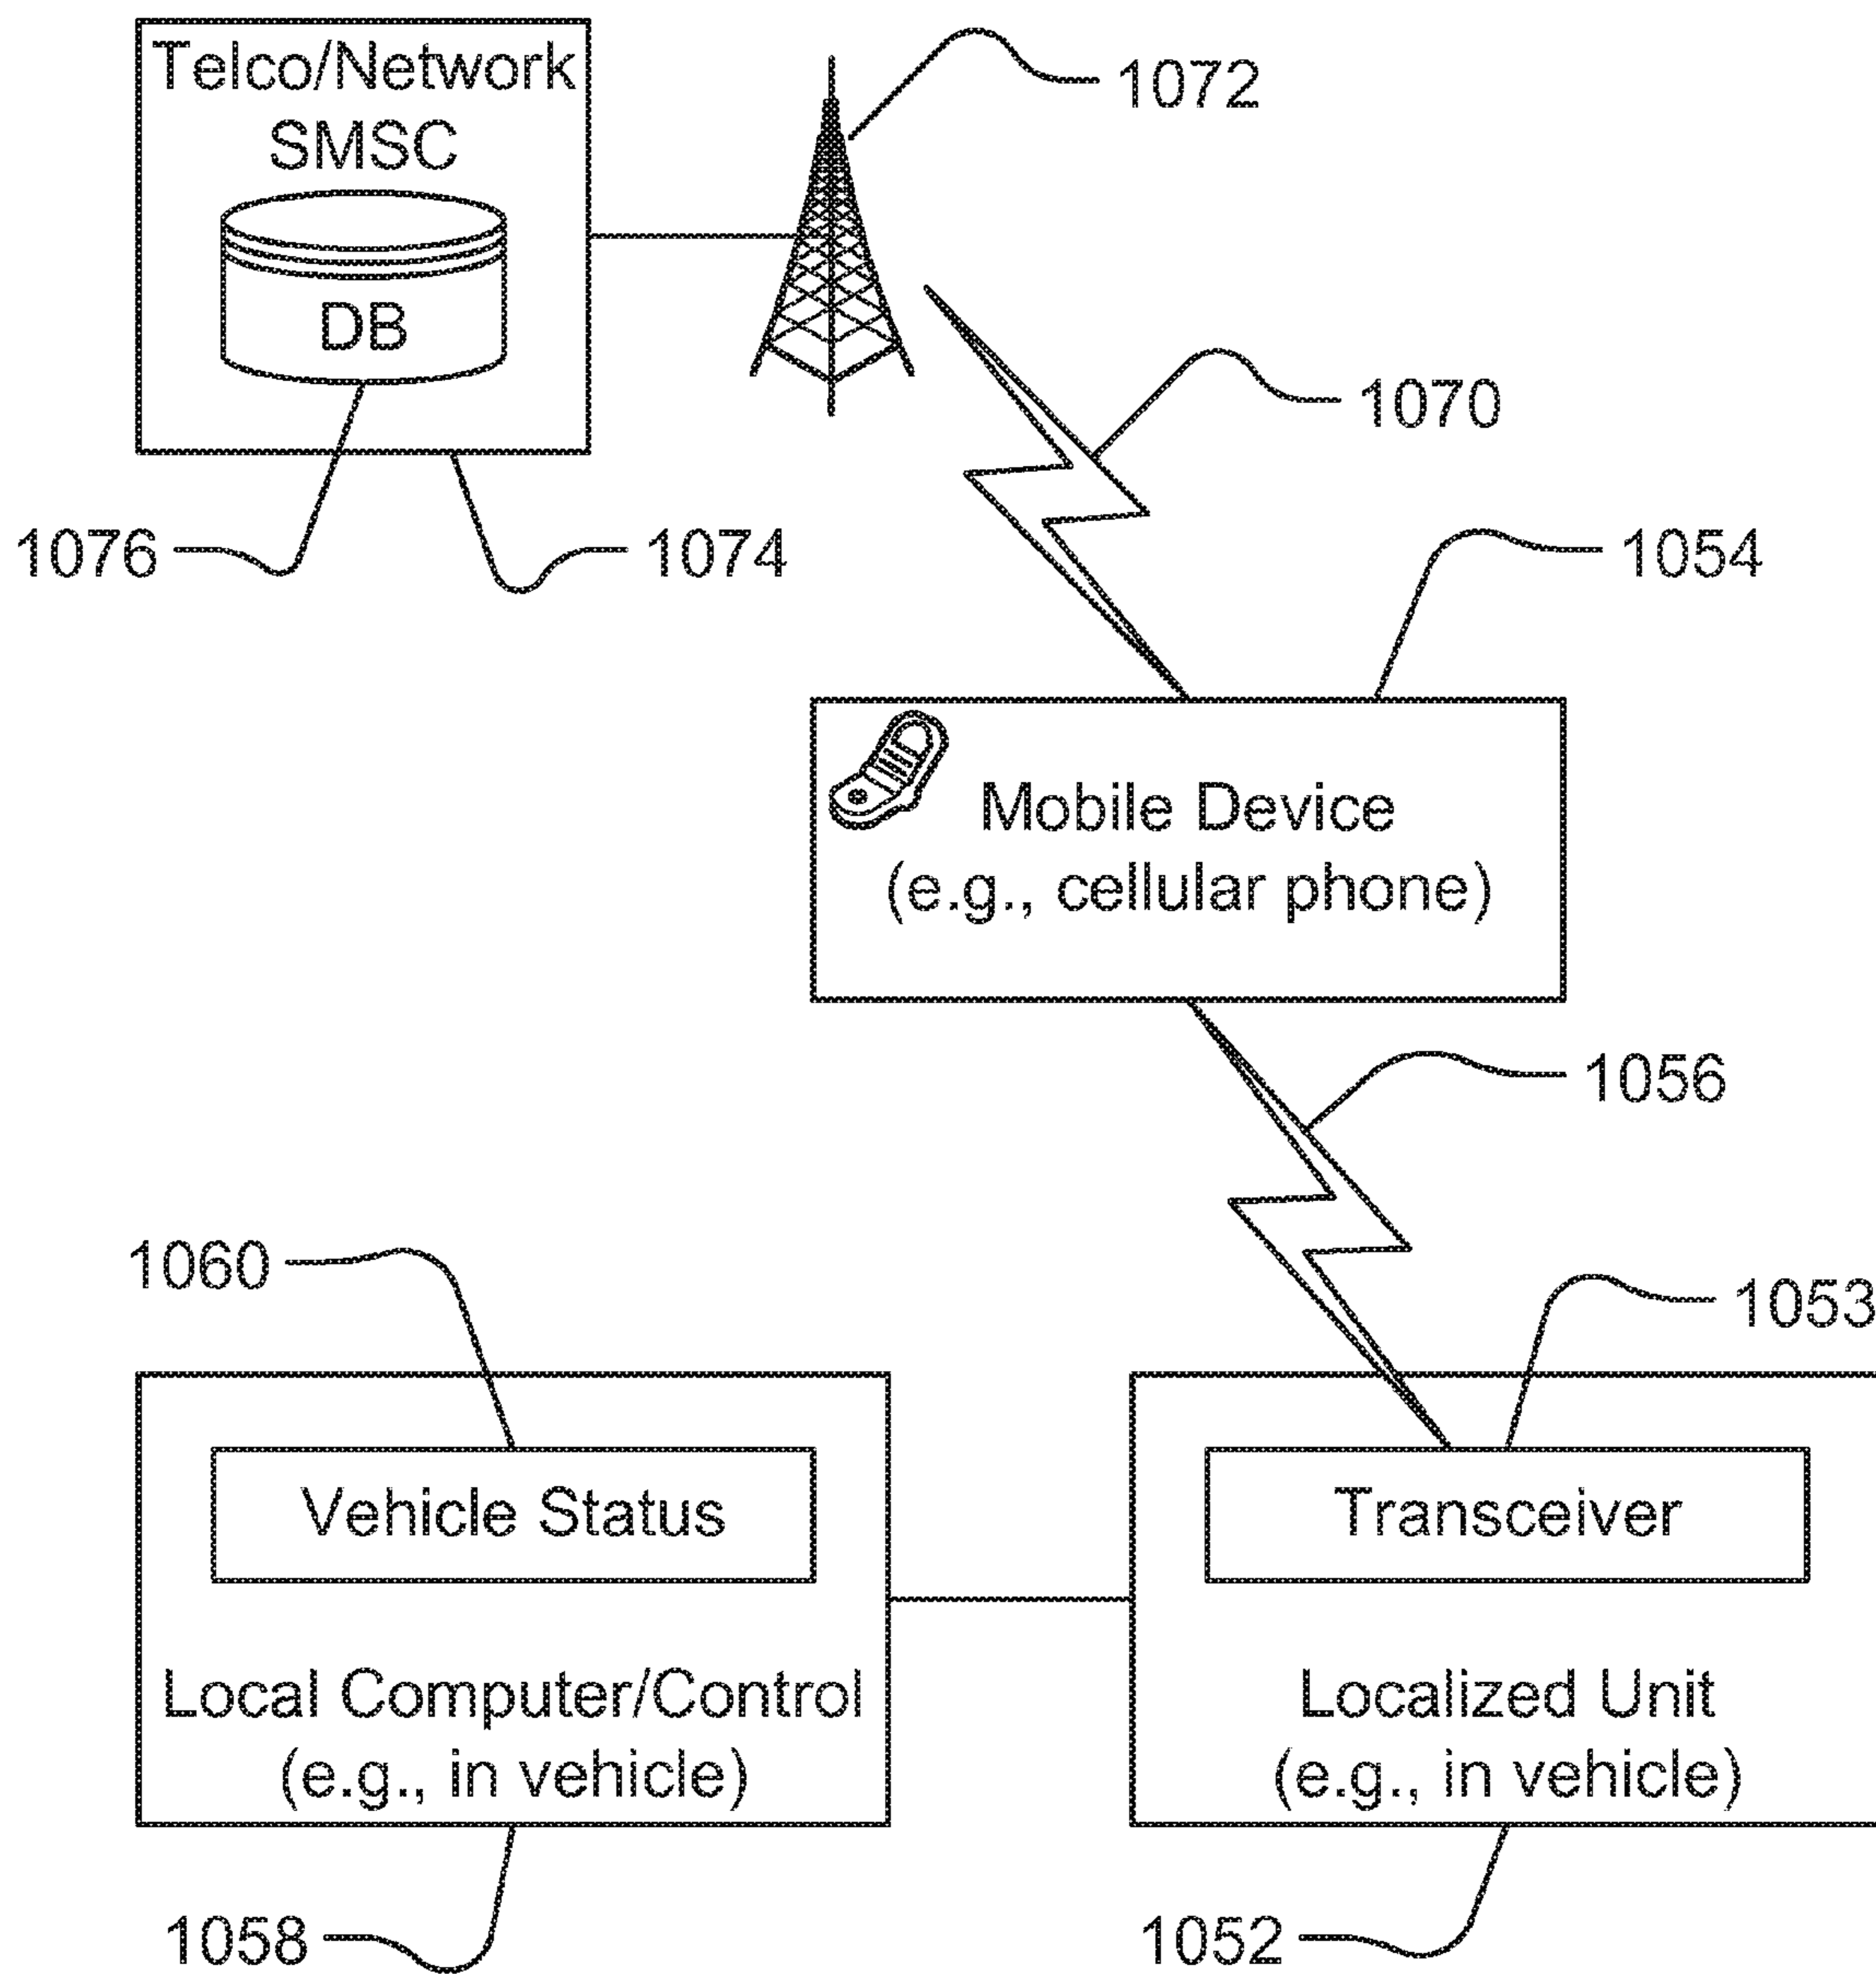 Telco/Network
SMSC
DB
1072
1070
1076
1074
1054
Mobile Device
(e.g., cellular phone)
1056
1060
1053
Vehicle Status
Transceiver
Local Computer/Control
(e.g., in vehicle)
Localized Unit
(e.g., in vehicle)
1058
1052